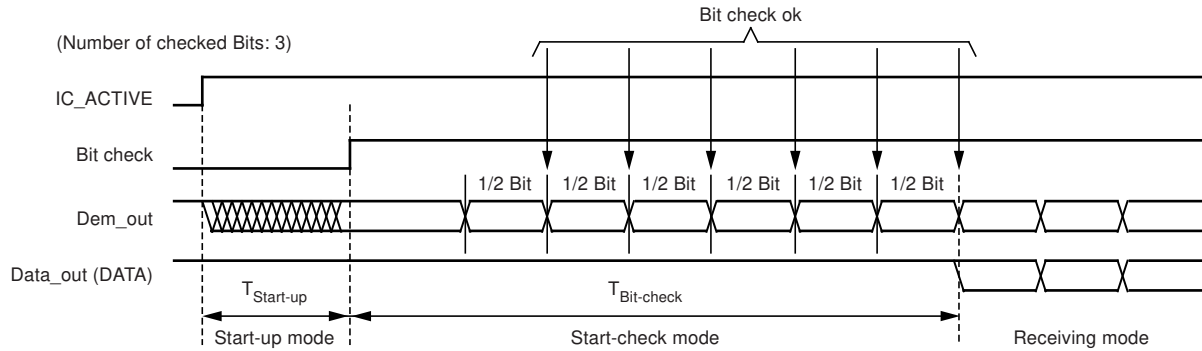 Bit check ok
(Number of checked Bits: 3)
IC_ACTIVE
Bit check
1/2 Bit 1/2 Bit 1/2 Bit 1/2 Bit 1/2 Bit 1/2 Bit
Dem_out
Data_out (DATA)
TStart-up TBit-check
Start-up mode Start-check mode Receiving mode